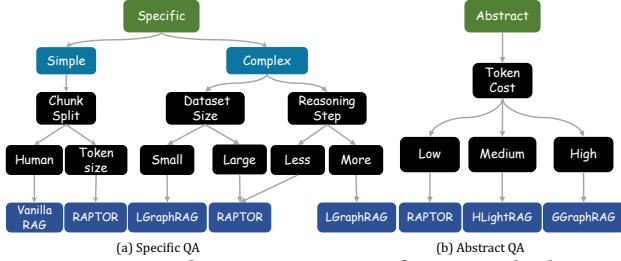 Specific
Abstract
Simple
Complex
Token
Cost
Chunk
Split
Dataset
Size
Reasoning
Step
Human
Token
size
Small
Large
Less
More
Low
Medium
High
Vanilla
RAG
RAPTOR
LGraphRAG
RAPTOR
LGraphRAG
RAPTOR
HLightRAG
GGraphRAG
(a) Specific QA
(b) Abstract QA